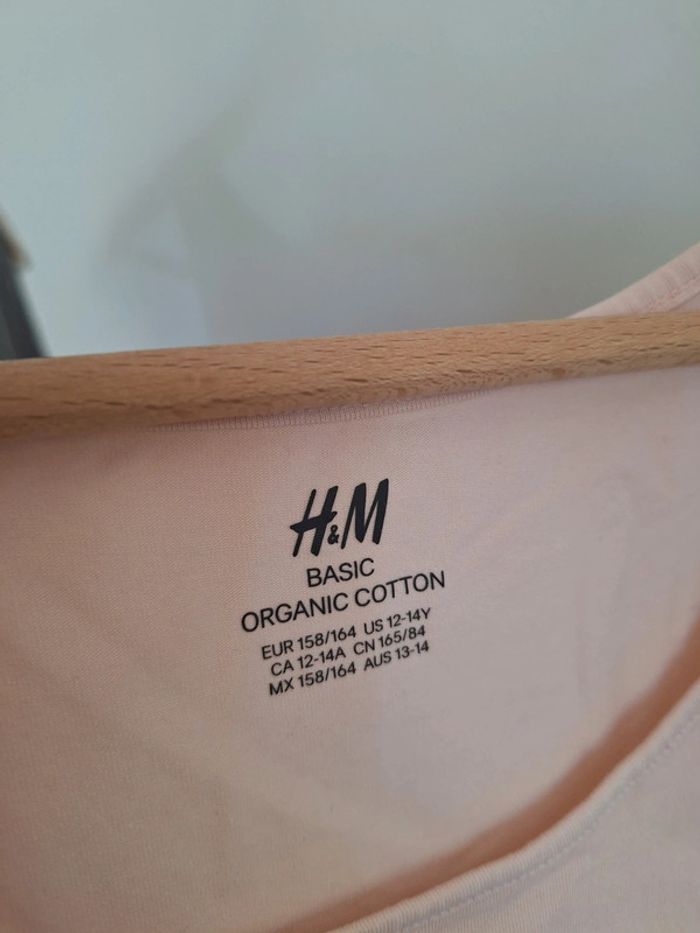 H&M
BASIC
ORGANIC COTTON
EUR 158/164 US 12-14Y
CA 12-14A CN 165/84
MX 158/164 AUS 13-14